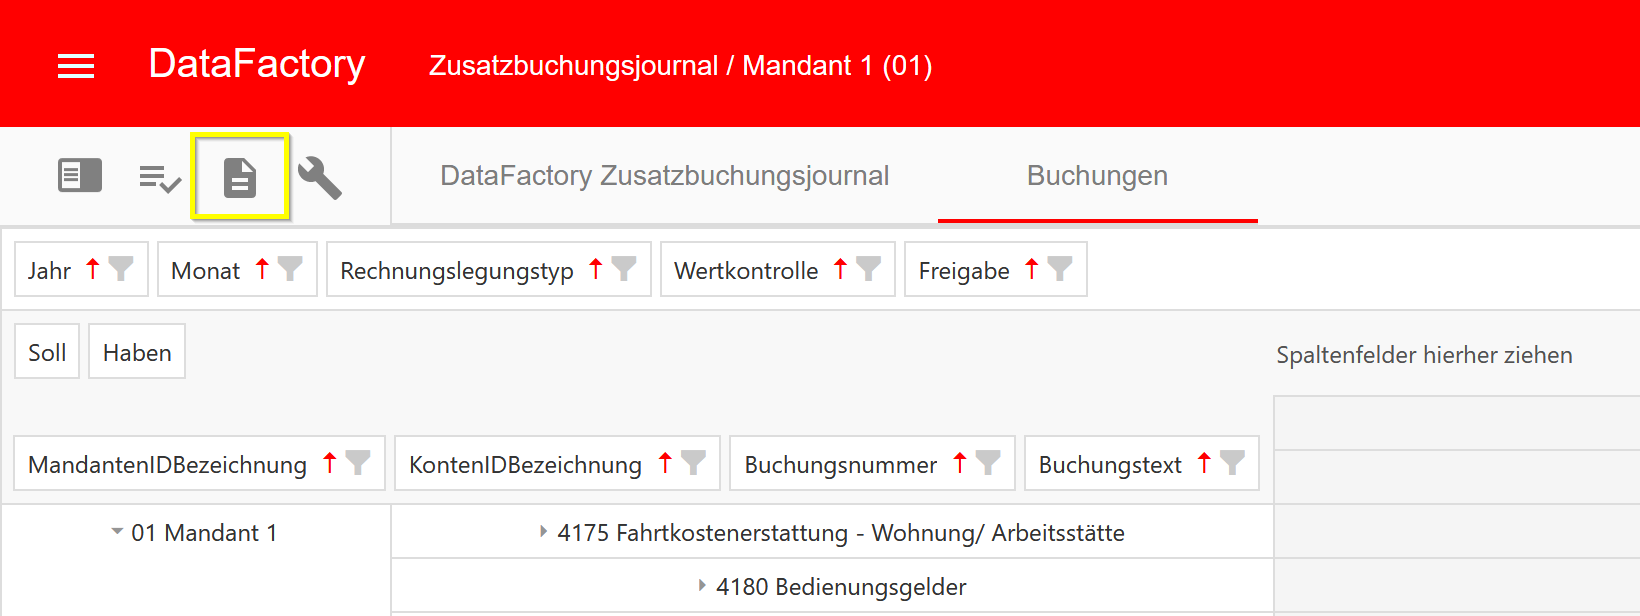 DataFactory Zusatzbuchungsjournal / Mandant 1 (01)
DataFactory Zusatzbuchungsjournal Buchungen
Jahr Monat Rechnungslegungstyp Wertkontrolle Freigabe
Soll Haben Spaltenfelder hierher ziehen
MandantenIDBezeichnung KontenIDBezeichnung Buchungsnummer Buchungstext
01 Mandant 1 4175 Fahrtkostenerstattung - Wohnung/ Arbeitsstätte
4180 Bedienungsgelder